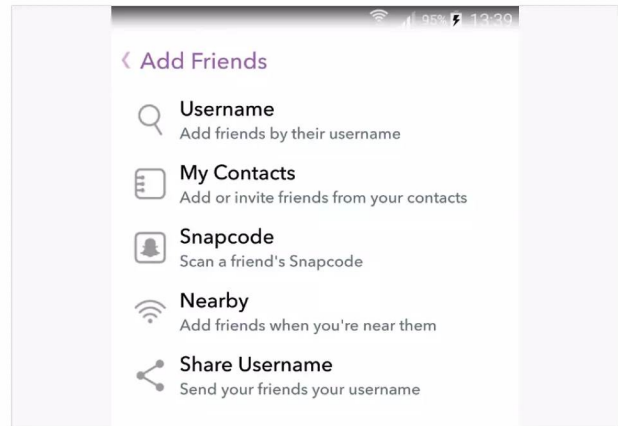 95% 13:39
Add Friends
Username
Add friends by their username
My Contacts
Add or invite friends from your contacts
Snapcode
Scan a friend's Snapcode
Nearby
Add friends when you're near them
Share Username
Send your friends your username